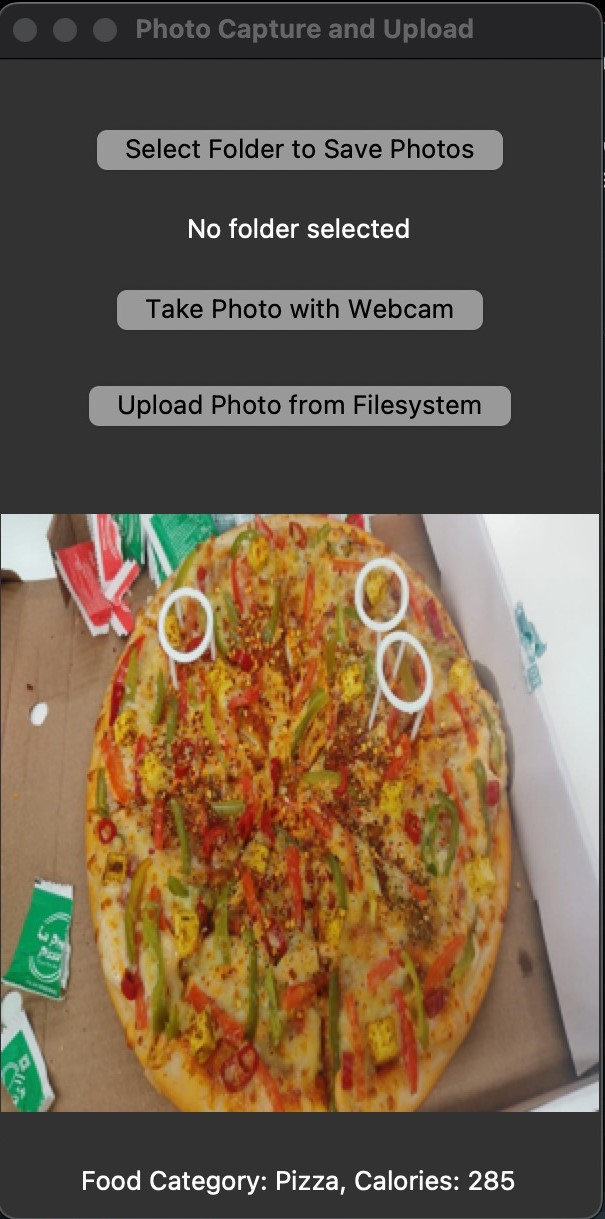 Photo Capture and Upload
Select Folder to Save Photos
No folder selected
Take Photo with Webcam
Upload Photo from Filesystem
Food Category: Pizza, Calories: 285